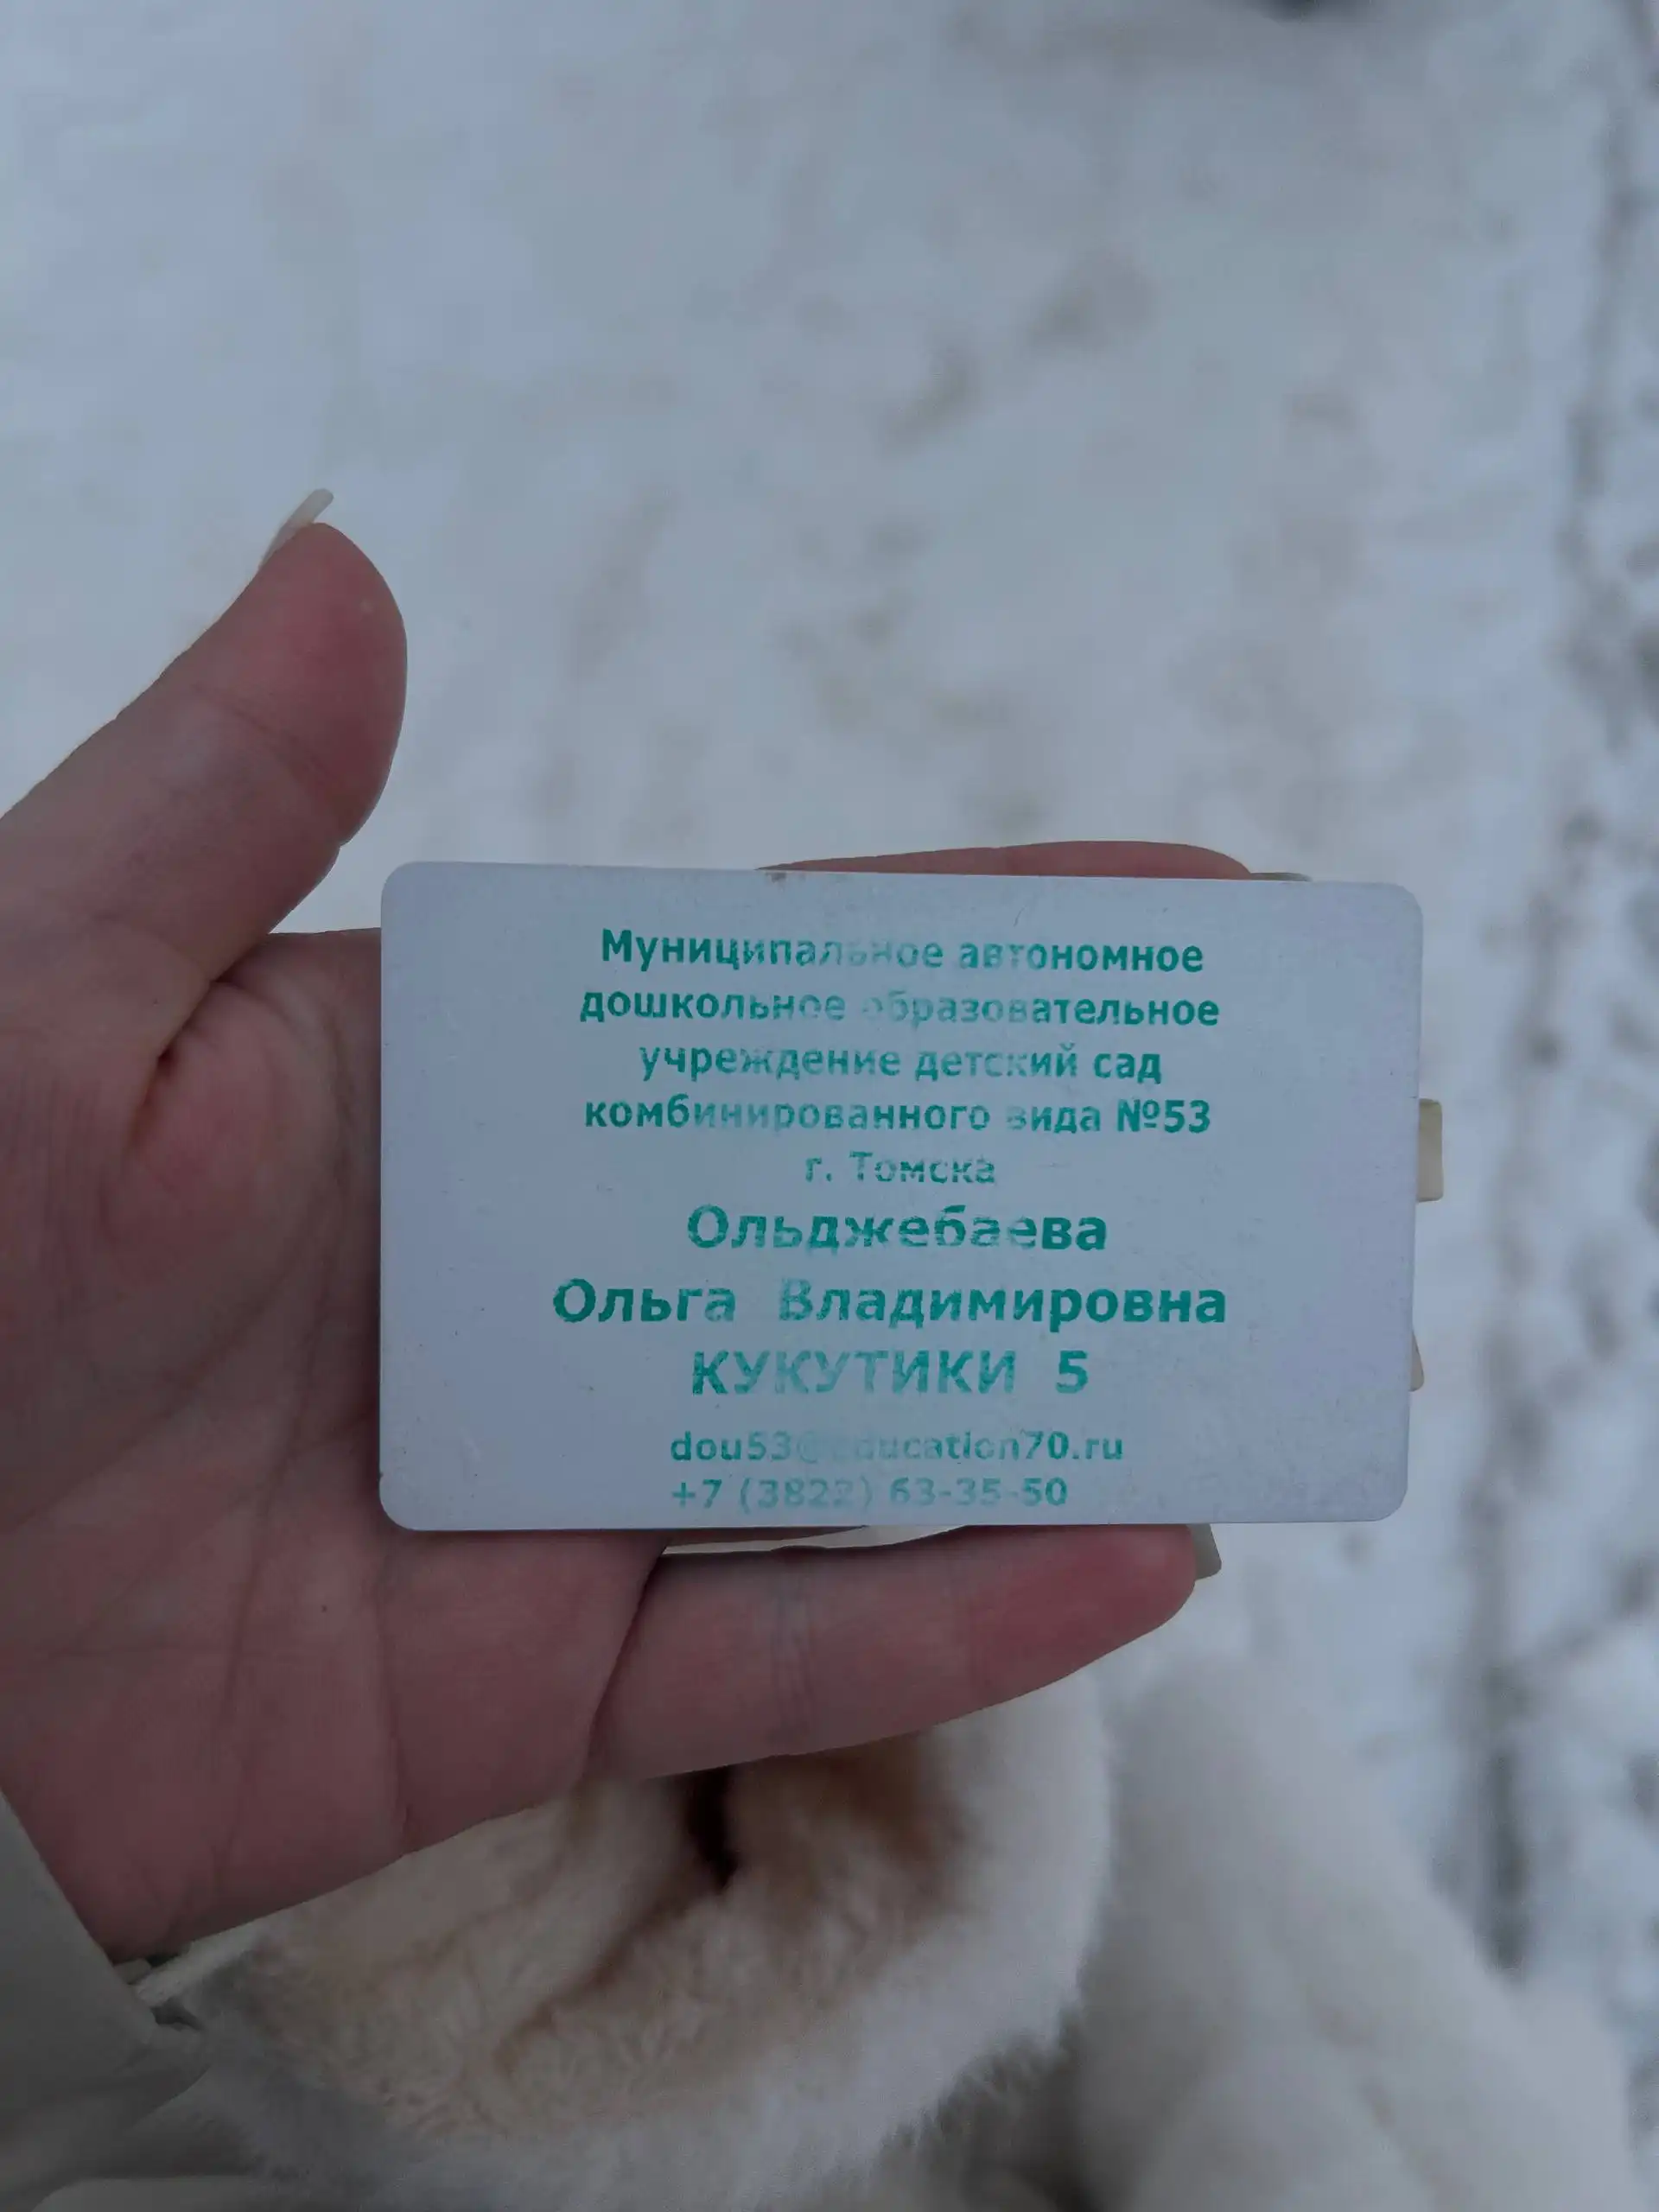 Муниципальное автономное
дошкольное образовательное
учреждение детский сад
комбинированного вида №53
г. Томска
Ольджебаева
Ольга Владимировна
КУКУТИКИ 5
dou53@education70.ru
+7 (3822) 63-35-50